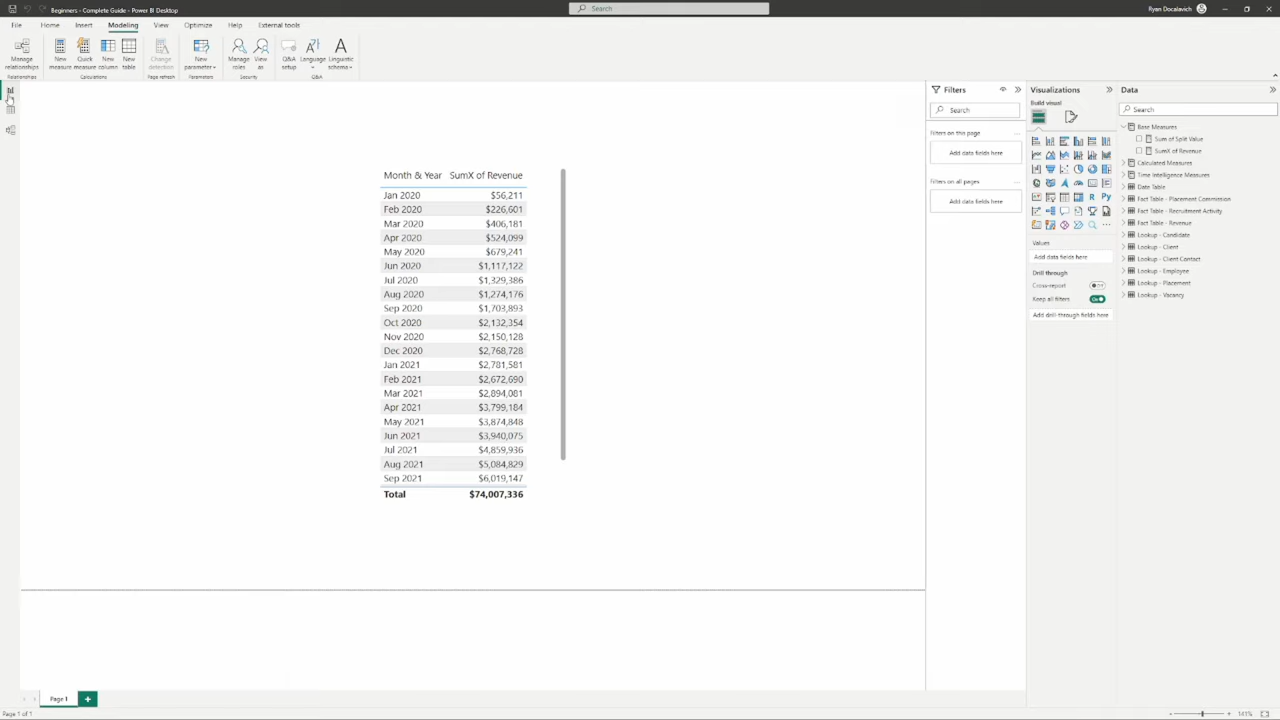 Beginners - Complete Guide - Power BI Desktop
Search
Ryan Docalavich
File Home Insert Modeling View Optimize Help External tools
Manage relationships
New measure
Quick measure
New column
New table
Change detection
New parameter
Manage roles
View as
Q&A setup
Language
Linguistic schema
Relationships Calculations Page refresh Parameters Security Q&A
Month & Year SumX of Revenue
Jan 2020 $56,211
Feb 2020 $226,601
Mar 2020 $406,181
Apr 2020 $524,099
May 2020 $679,241
Jun 2020 $1,117,122
Jul 2020 $1,329,386
Aug 2020 $1,274,176
Sep 2020 $1,703,893
Oct 2020 $2,132,354
Nov 2020 $2,150,128
Dec 2020 $2,768,728
Jan 2021 $2,781,581
Feb 2021 $2,672,690
Mar 2021 $2,894,081
Apr 2021 $3,799,184
May 2021 $3,874,848
Jun 2021 $3,940,075
Jul 2021 $4,859,936
Aug 2021 $5,084,829
Sep 2021 $6,019,147
Total $74,007,336
Filters
Search
Filters on this page ...
Add data fields here
Filters on all pages ...
Add data fields here
Visualizations
Build visual
R Py
...
Values
Add data fields here
Drill through
Cross-report Off
Keep all filters On
Add drill-through fields here
Data
Search
Base Measures
Sum of Split Value
SumX of Revenue
Calculated Measures
Time Intelligence Measures
Date Table
Fact Table - Placement Commission
Fact Table - Recruitment Activity
Fact Table - Revenue
Lookup - Candidate
Lookup - Client
Lookup - Client Contact
Lookup - Employee
Lookup - Placement
Lookup - Vacancy
Page 1
Page 1 of 1
141%